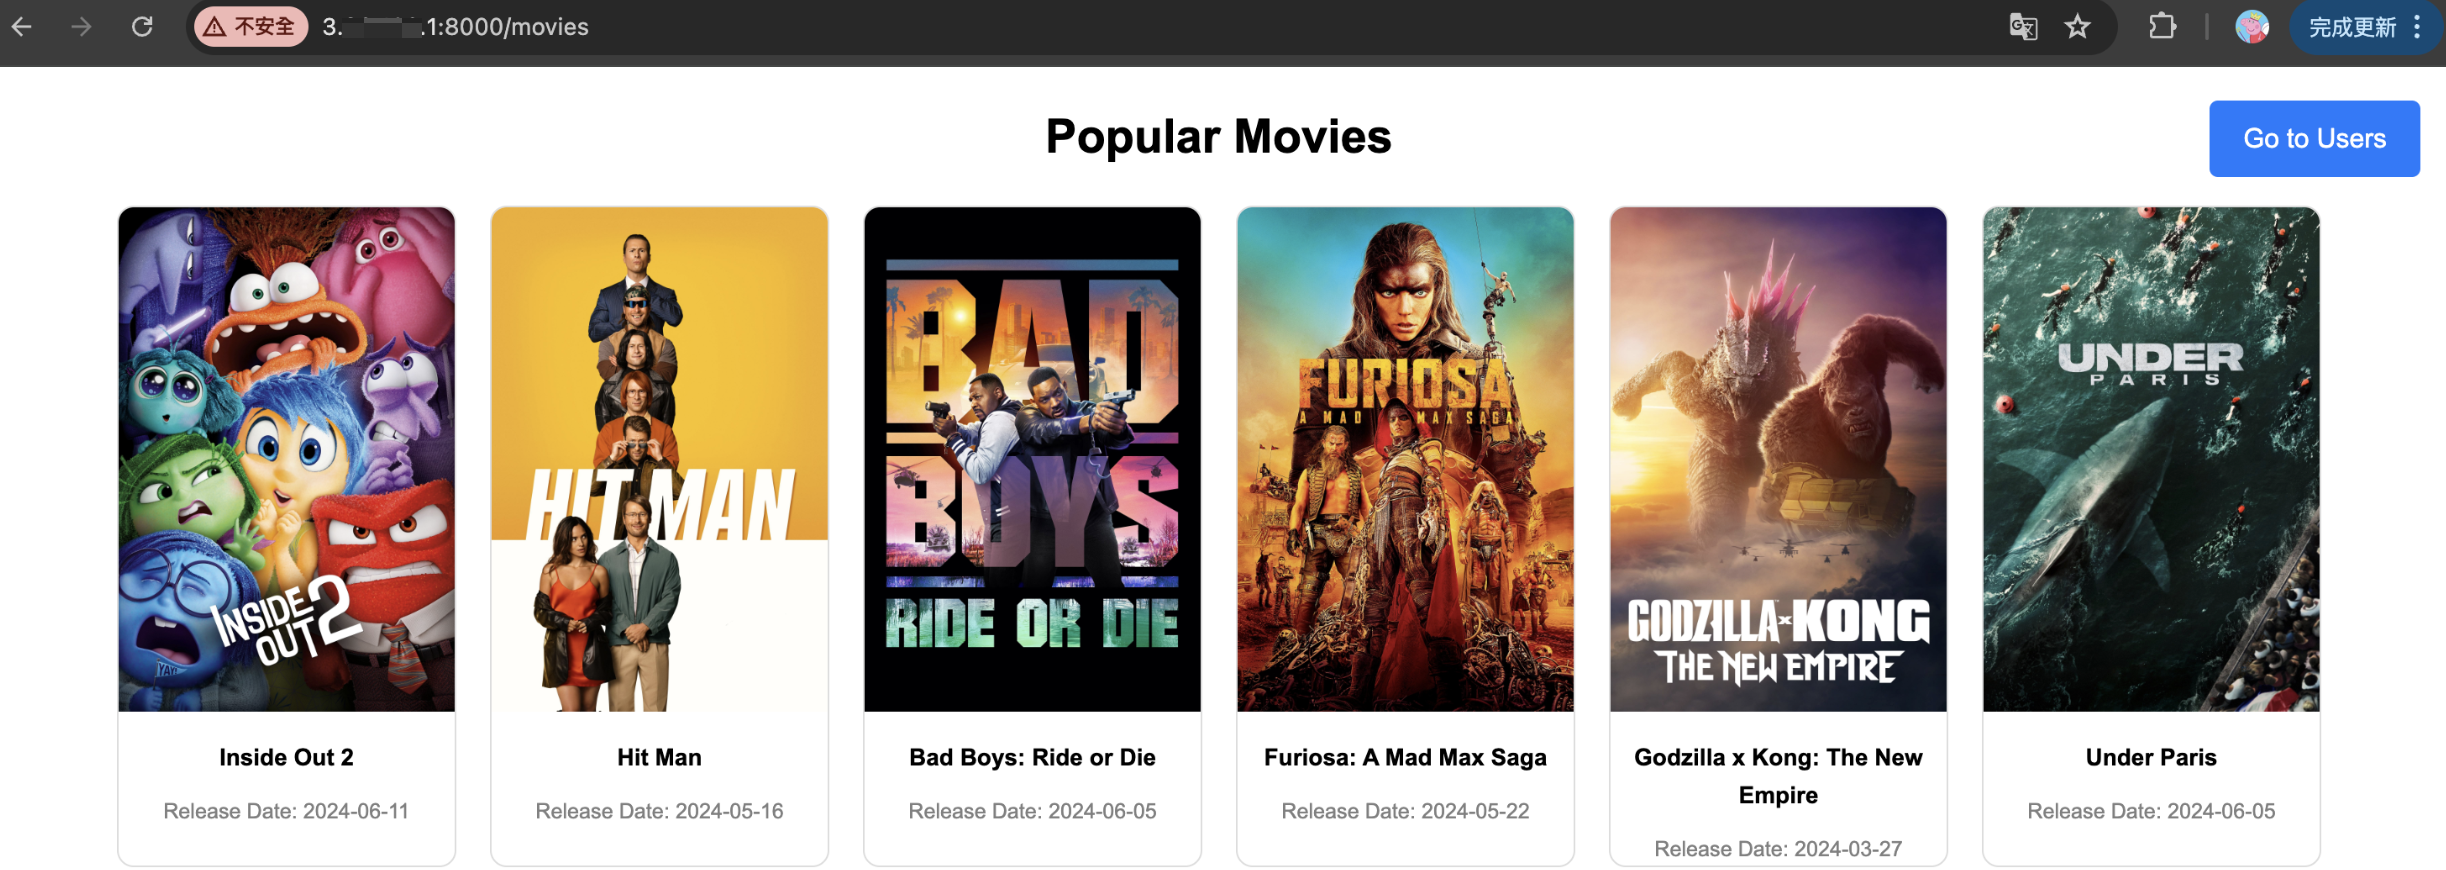 不安全
3. .1:8000/movies
完成更新
Popular Movies
Go to Users
INSIDE
OUT 2
YAY!
HIT MAN
BAD
BOYS
RIDE OR DIE
FURIOSA
A MAD MAX SAGA
GODZILLA x KONG
THE NEW EMPIRE
UNDER
PARIS
Inside Out 2
Release Date: 2024-06-11
Hit Man
Release Date: 2024-05-16
Bad Boys: Ride or Die
Release Date: 2024-06-05
Furiosa: A Mad Max Saga
Release Date: 2024-05-22
Godzilla x Kong: The New
Empire
Release Date: 2024-03-27
Under Paris
Release Date: 2024-06-05